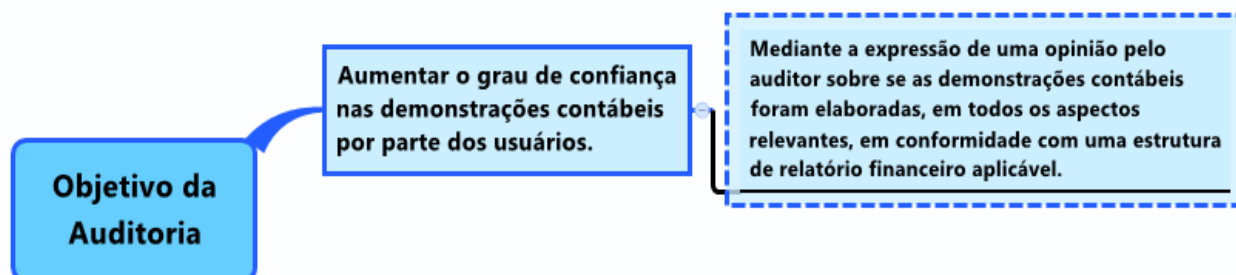 Objetivo da
Auditoria
Aumentar o grau de confiança
nas demonstrações contábeis
por parte dos usuários.
Mediante a expressão de uma opinião pelo
auditor sobre se as demonstrações contábeis
foram elaboradas, em todos os aspectos
relevantes, em conformidade com uma estrutura
de relatório financeiro aplicável.